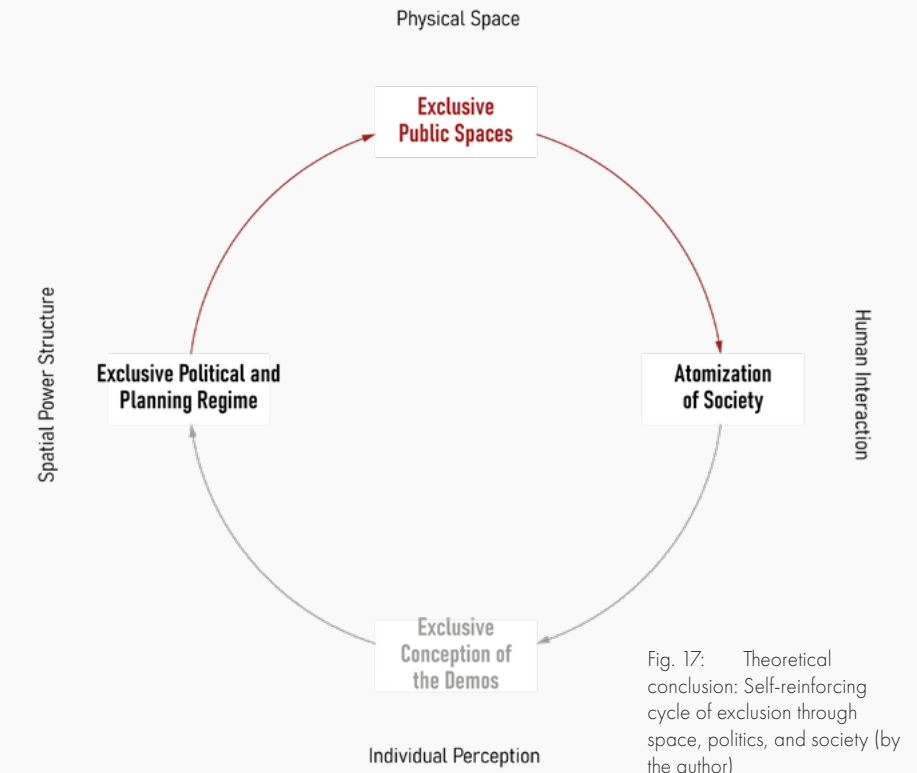 Physical Space
Exclusive
Public Spaces
Spatial Power Structure
Exclusive Political and
Planning Regime
Atomization
of Society
Human Interaction
Exclusive
Conception of
the Demos
Individual Perception
Fig. 17: Theoretical
conclusion: Self-reinforcing
cycle of exclusion through
space, politics, and society (by
the author)